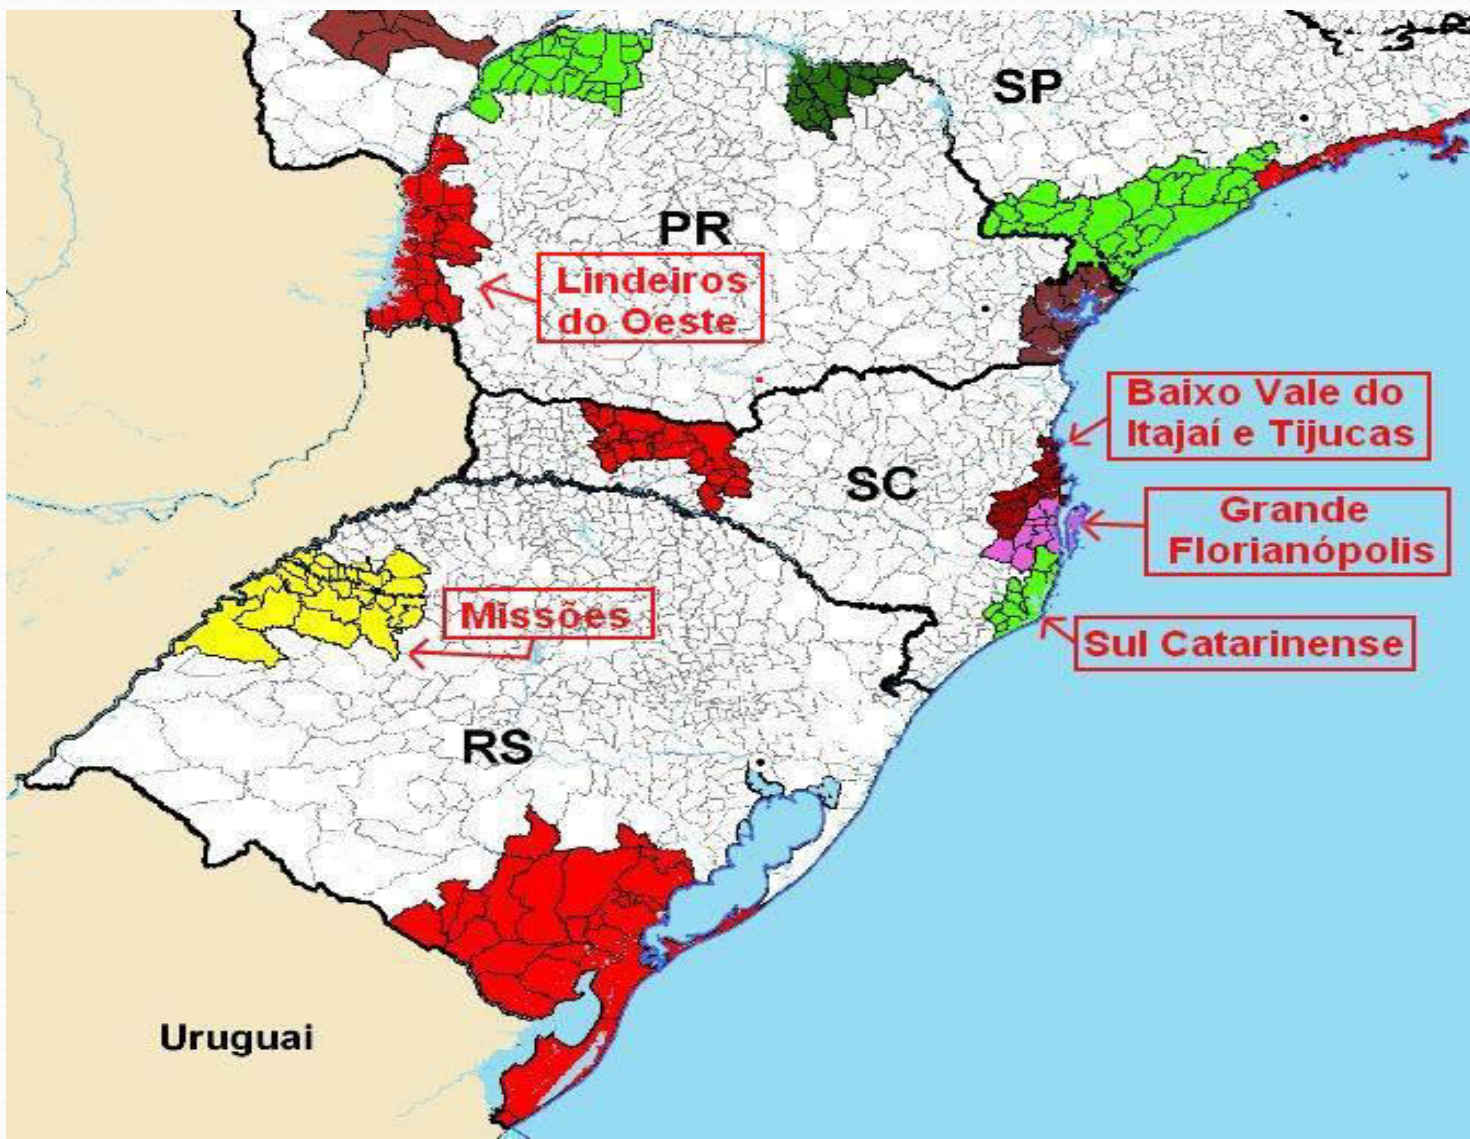 SP
PR
Lindeiros
do Oeste
Baixo Vale do
Itajaí e Tijucas
SC
Grande
Florianópolis
Missões
Sul Catarinense
RS
Uruguai